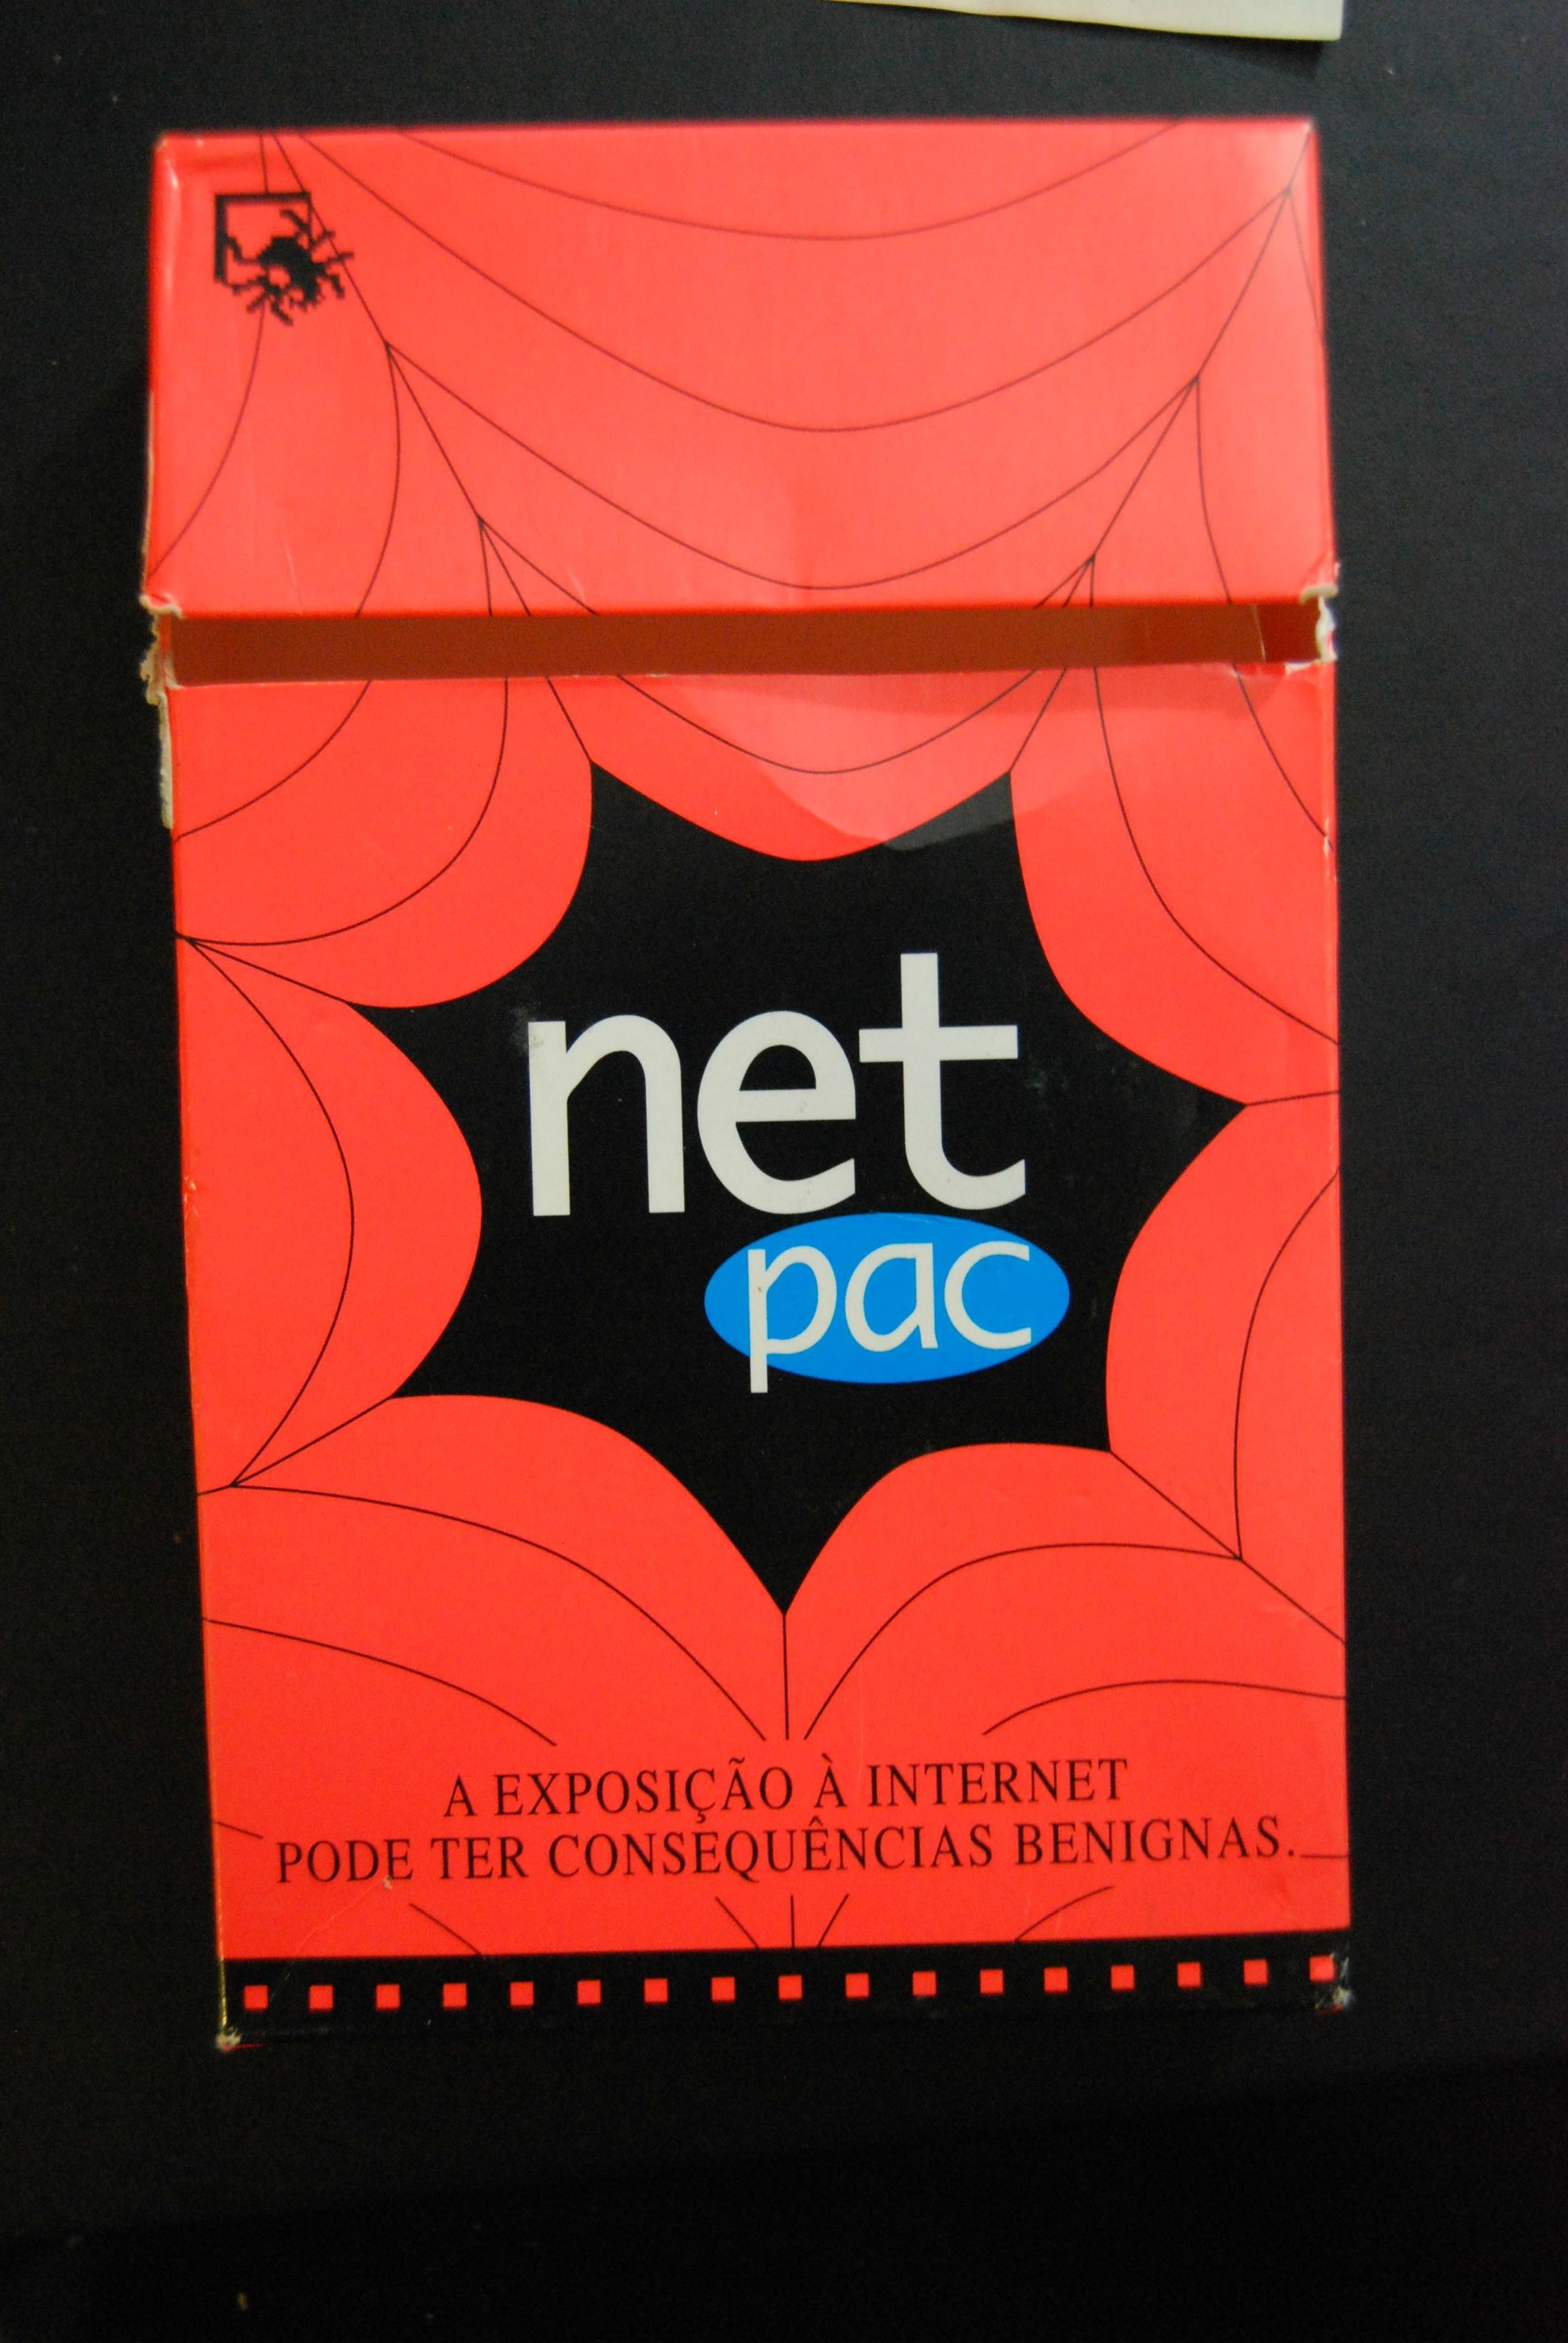 net
pac
A EXPOSIÇÃO À INTERNET
PODE TER CONSEQUÊNCIAS BENIGNAS.